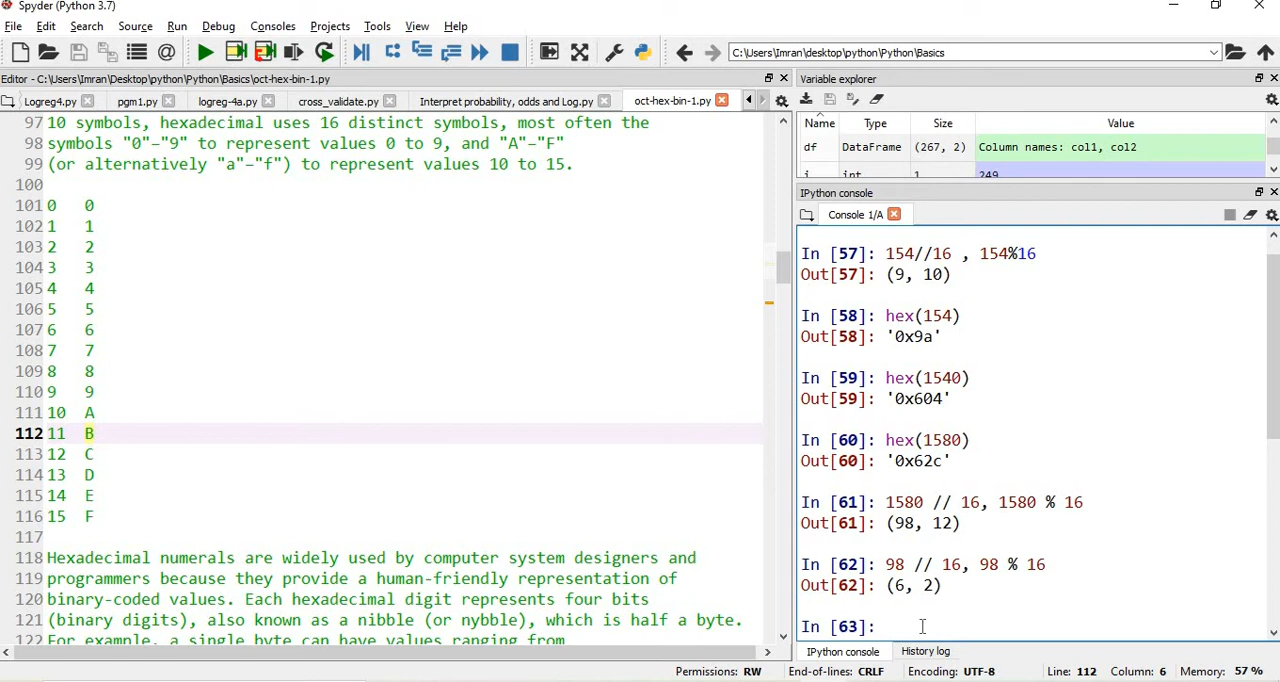 Spyder (Python 3.7)
File Edit Search Source Run Debug Consoles Projects Tools View Help
C:\Users\Imran\desktop\python\Python\Basics
Editor - C:\Users\Imran\Desktop\python\Python\Basics\oct-hex-bin-1.py
Logreg4.py pgm1.py logreg-4a.py cross_validate.py Interpret probability, odds and Log.py oct-hex-bin-1.py
97 10 symbols, hexadecimal uses 16 distinct symbols, most often the
98 symbols "0"–"9" to represent values 0 to 9, and "A"–"F"
99 (or alternatively "a"–"f") to represent values 10 to 15.
100
101 0 0
102 1 1
103 2 2
104 3 3
105 4 4
106 5 5
107 6 6
108 7 7
109 8 8
110 9 9
111 10 A
112 11 B
113 12 C
114 13 D
115 14 E
116 15 F
117
118 Hexadecimal numerals are widely used by computer system designers and
119 programmers because they provide a human-friendly representation of
120 binary-coded values. Each hexadecimal digit represents four bits
121 (binary digits), also known as a nibble (or nybble), which is half a byte.
122 For example, a single byte can have values ranging from
Variable explorer
Name Type Size Value
df DataFrame (267, 2) Column names: col1, col2
i int 1 249
IPython console
Console 1/A
In [57]: 154//16 , 154%16
Out[57]: (9, 10)
In [58]: hex(154)
Out[58]: '0x9a'
In [59]: hex(1540)
Out[59]: '0x604'
In [60]: hex(1580)
Out[60]: '0x62c'
In [61]: 1580 // 16, 1580 % 16
Out[61]: (98, 12)
In [62]: 98 // 16, 98 % 16
Out[62]: (6, 2)
In [63]:
IPython console History log
Permissions: RW End-of-lines: CRLF Encoding: UTF-8 Line: 112 Column: 6 Memory: 57 %